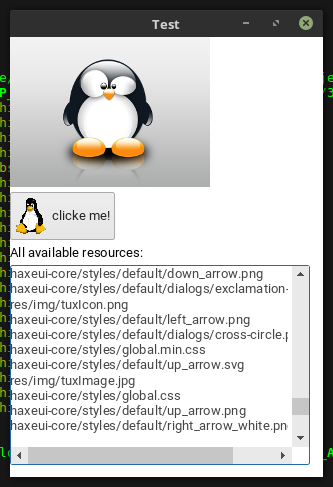 Test
clicke me!
All available resources:
haxeui-core/styles/default/down_arrow.png
haxeui-core/styles/default/dialogs/exclamation-
res/img/tuxIcon.png
haxeui-core/styles/default/left_arrow.png
haxeui-core/styles/default/dialogs/cross-circle.p
haxeui-core/styles/global.min.css
haxeui-core/styles/default/up_arrow.svg
res/img/tuxImage.jpg
haxeui-core/styles/global.css
haxeui-core/styles/default/up_arrow.png
haxeui-core/styles/default/right_arrow_white.pn